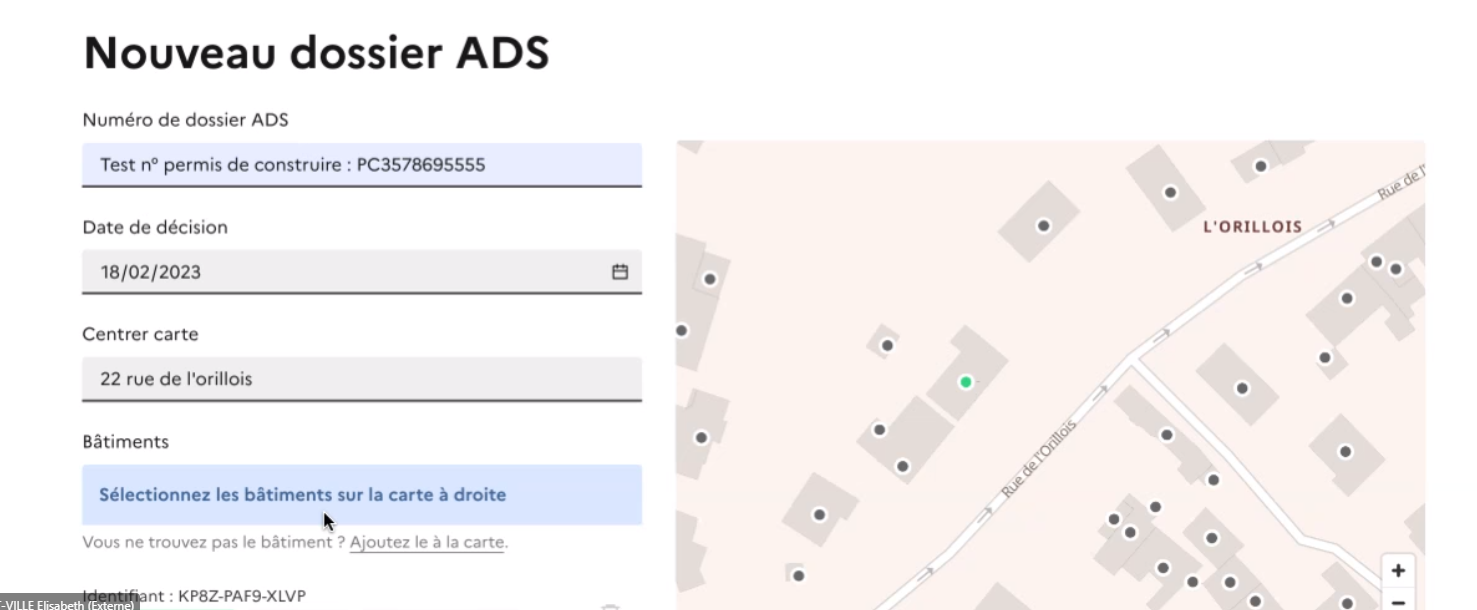 Nouveau dossier ADS
Numéro de dossier ADS
Test n° permis de construire : PC3578695555
Date de décision
18/02/2023
Centrer carte
22 rue de l'orillois
Bâtiments
Sélectionnez les bâtiments sur la carte à droite
Vous ne trouvez pas le bâtiment ? Ajoutez le à la carte.
Identifiant : KP8Z-PAF9-XLVP
-VILLE Elisabeth (Externe)
Rue de l'
L'ORILLOIS
Rue de l'Orillois
+
−